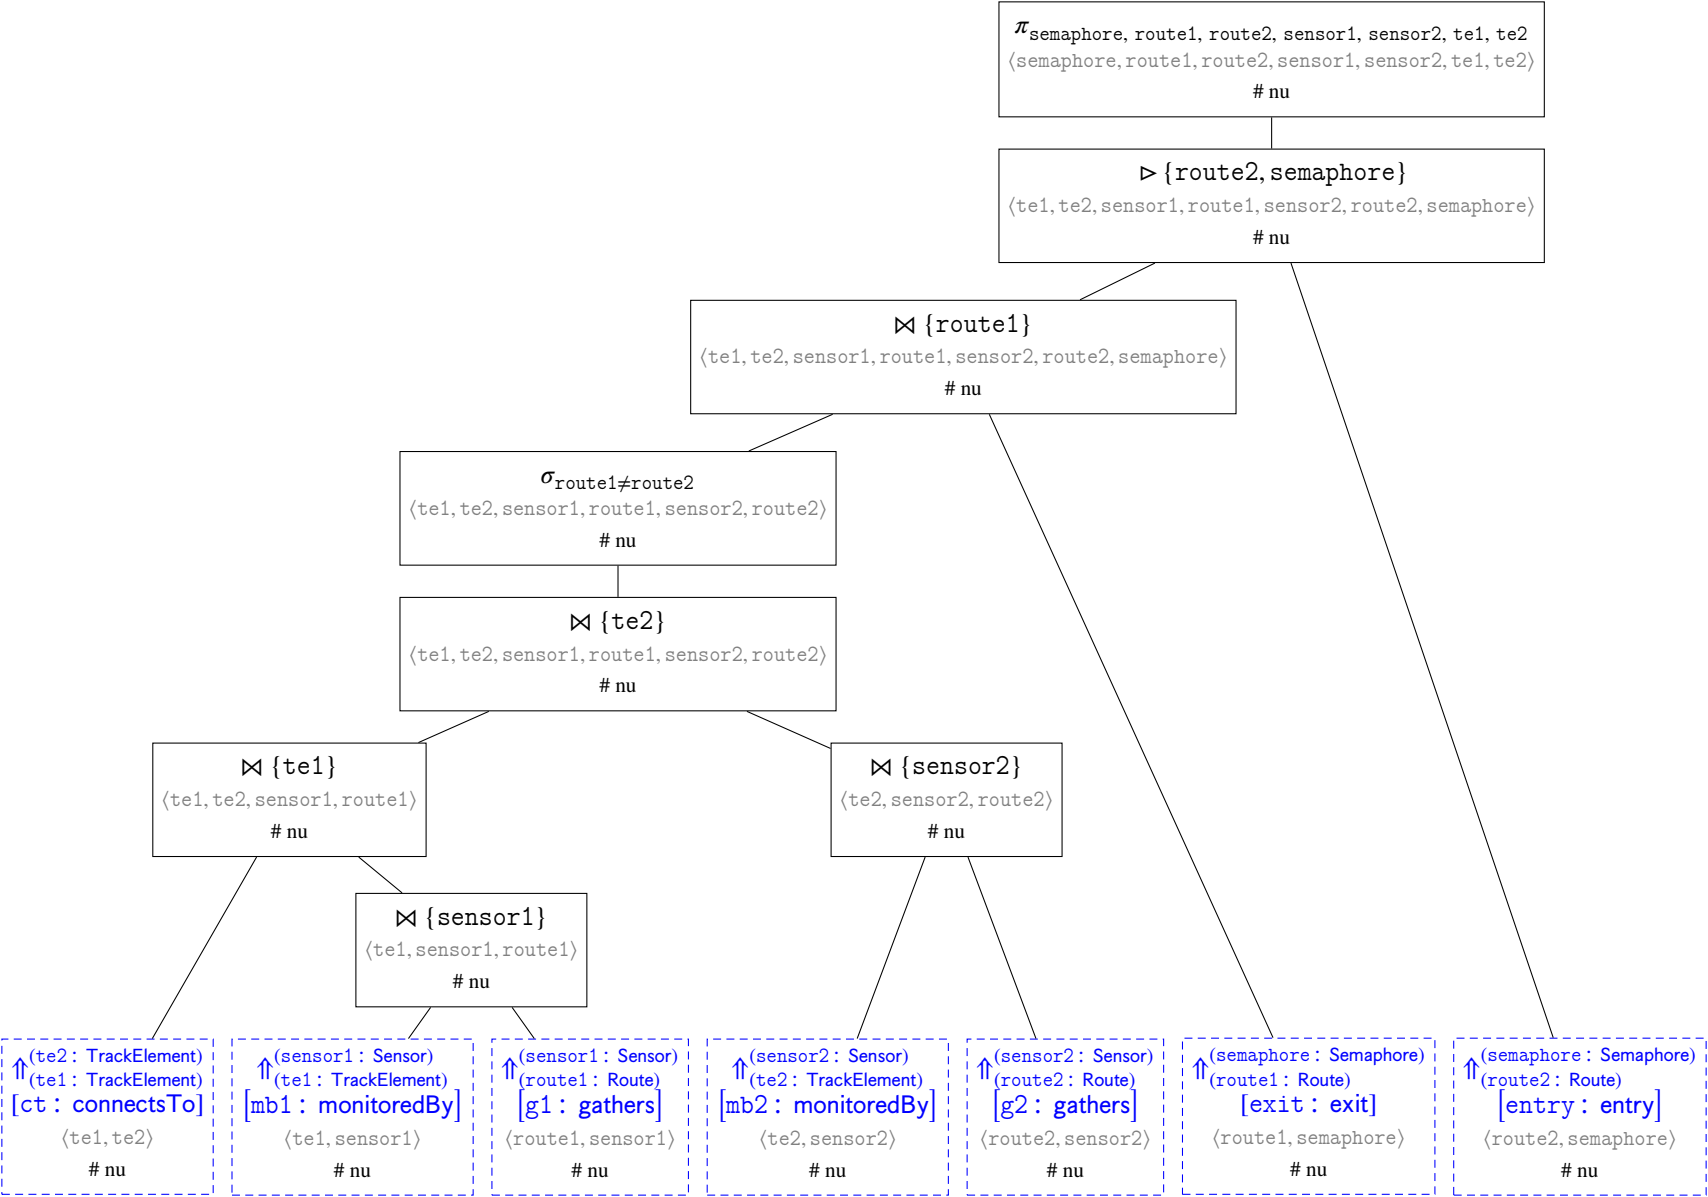 π semaphore, route1, route2, sensor1, sensor2, te1, te2
⟨semaphore, route1, route2, sensor1, sensor2, te1, te2⟩
# nu
▷ {route2, semaphore}
⟨te1, te2, sensor1, route1, sensor2, route2, semaphore⟩
# nu
⋈ {route1}
⟨te1, te2, sensor1, route1, sensor2, route2, semaphore⟩
# nu
σ route1≠route2
⟨te1, te2, sensor1, route1, sensor2, route2⟩
# nu
⋈ {te2}
⟨te1, te2, sensor1, route1, sensor2, route2⟩
# nu
⋈ {te1}
⟨te1, te2, sensor1, route1⟩
# nu
⋈ {sensor2}
⟨te2, sensor2, route2⟩
# nu
⋈ {sensor1}
⟨te1, sensor1, route1⟩
# nu
⇑ (te2 : TrackElement)
(te1 : TrackElement)
[ct : connectsTo]
⟨te1, te2⟩
# nu
⇑ (sensor1 : Sensor)
(te1 : TrackElement)
[mb1 : monitoredBy]
⟨te1, sensor1⟩
# nu
⇑ (sensor1 : Sensor)
(route1 : Route)
[g1 : gathers]
⟨route1, sensor1⟩
# nu
⇑ (sensor2 : Sensor)
(te2 : TrackElement)
[mb2 : monitoredBy]
⟨te2, sensor2⟩
# nu
⇑ (sensor2 : Sensor)
(route2 : Route)
[g2 : gathers]
⟨route2, sensor2⟩
# nu
⇑ (semaphore : Semaphore)
(route1 : Route)
[exit : exit]
⟨route1, semaphore⟩
# nu
⇑ (semaphore : Semaphore)
(route2 : Route)
[entry : entry]
⟨route2, semaphore⟩
# nu